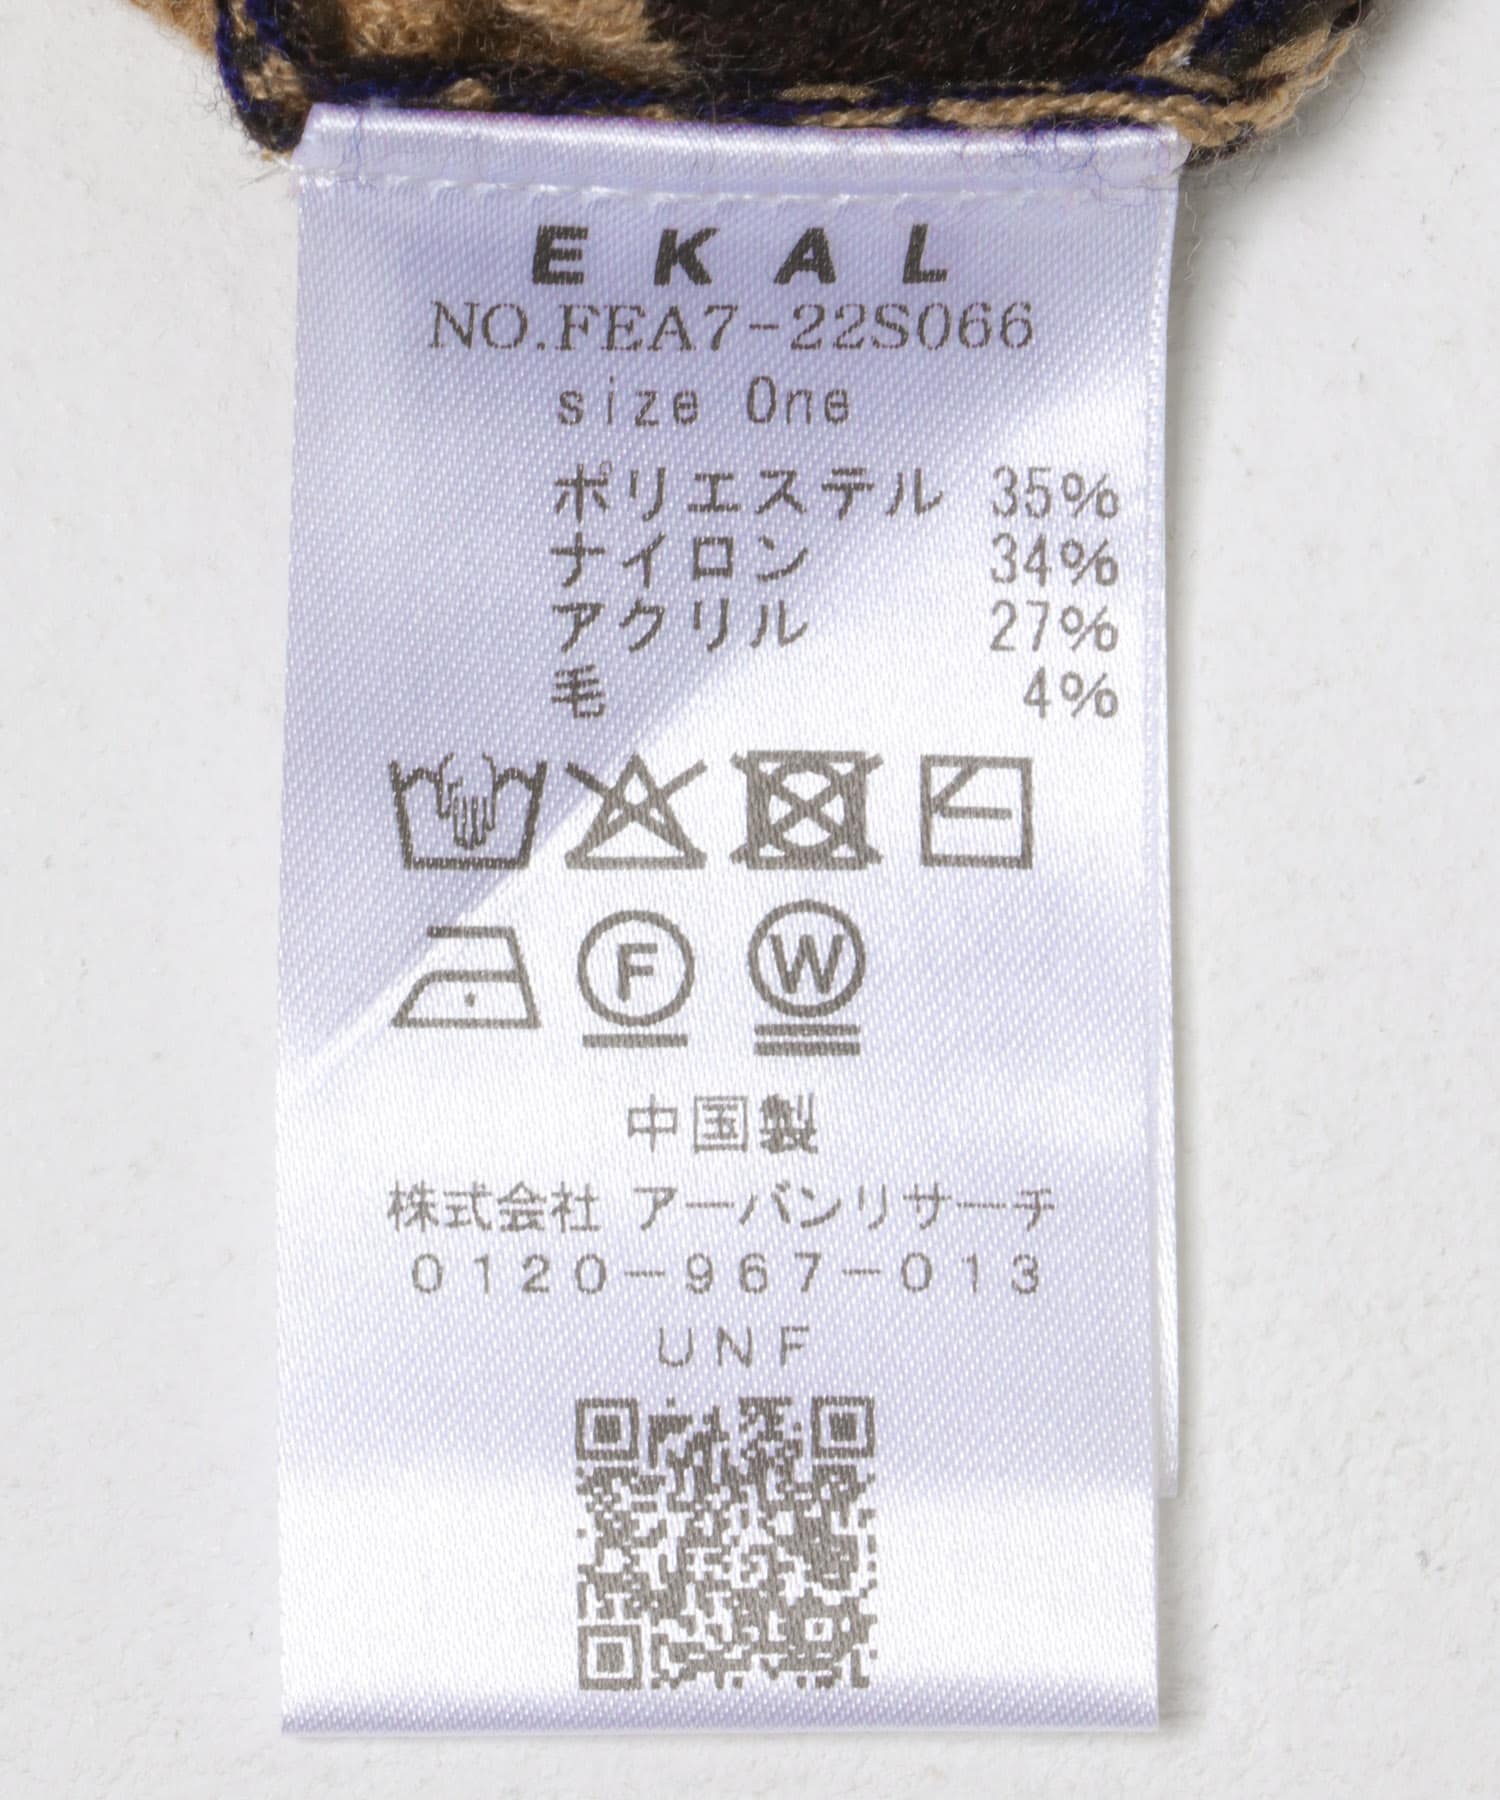 EKAL
NO.FEA7-22S066
size One
ポリエステル 35%
ナイロン 34%
アクリル 27%
毛 4%
F W
中国製
株式会社 アーバンリサーチ
0120-967-013
UNF